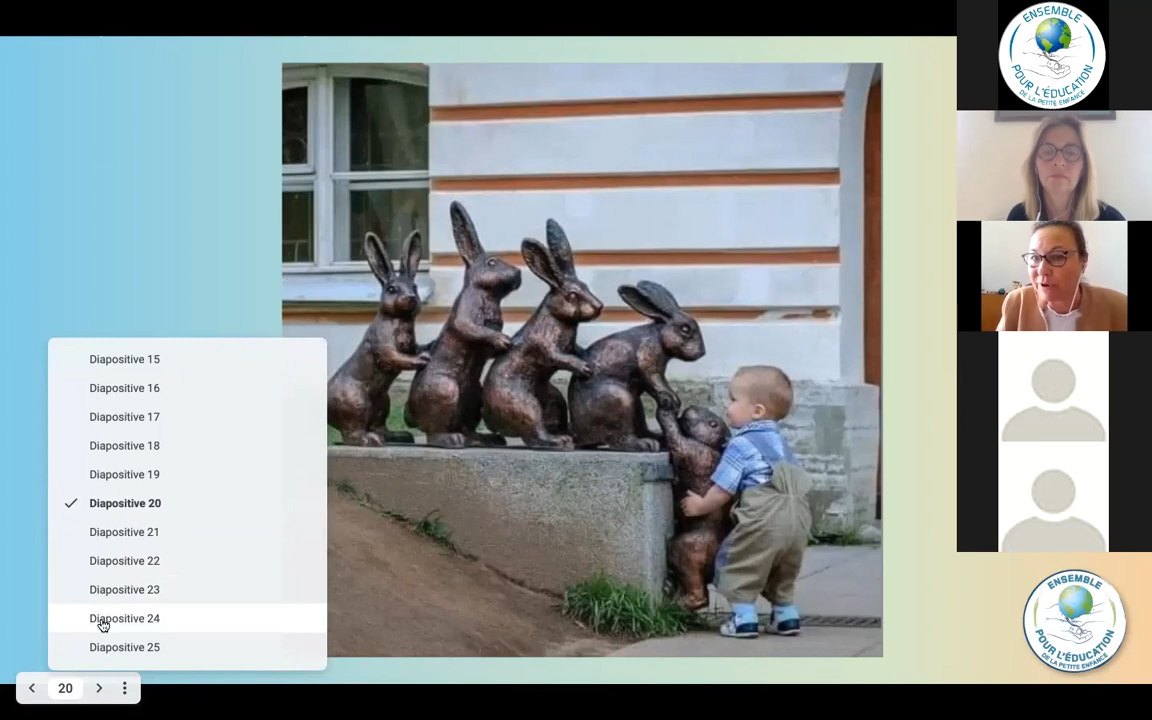 ENSEMBLE
POUR L'ÉDUCATION
DE LA PETITE ENFANCE
Diapositive 15
Diapositive 16
Diapositive 17
Diapositive 18
Diapositive 19
Diapositive 20
Diapositive 21
Diapositive 22
Diapositive 23
Diapositive 24
Diapositive 25
20
ENSEMBLE
POUR L'ÉDUCATION
DE LA PETITE ENFANCE